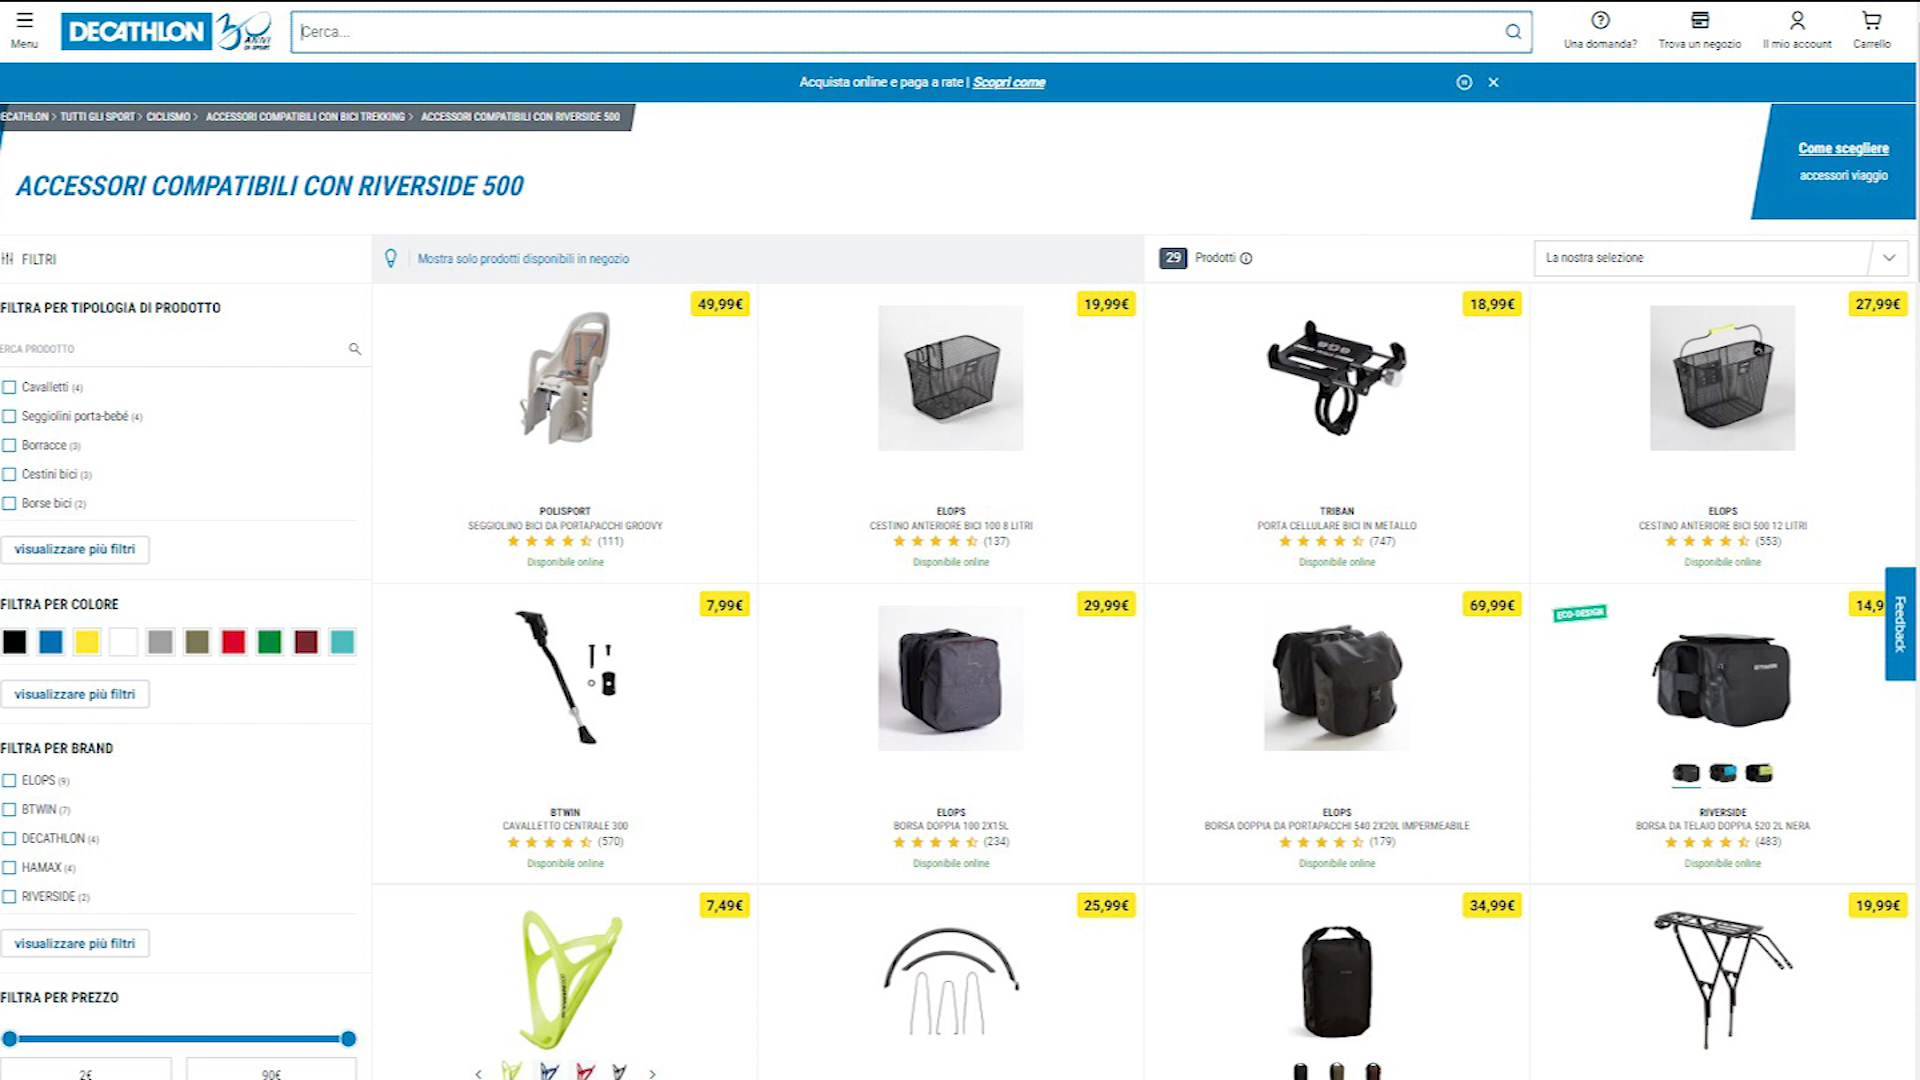 Menu
DECATHLON
30 ANNI DI SPORT
Cerca...
Una domanda?
Trova un negozio
Il mio account
Carrello
Acquista online e paga a rate | Scopri come
ECATHLON > TUTTI GLI SPORT > CICLISMO > ACCESSORI COMPATIBILI CON BICI TREKKING > ACCESSORI COMPATIBILI CON RIVERSIDE 500
Come scegliere
accessori viaggio
ACCESSORI COMPATIBILI CON RIVERSIDE 500
FILTRI
Mostra solo prodotti disponibili in negozio
29 Prodotti
La nostra selezione
FILTRA PER TIPOLOGIA DI PRODOTTO
ERCA PRODOTTO
Cavalletti (4)
Seggiolini porta-bebé (4)
Borracce (3)
Cestini bici (3)
Borse bici (2)
visualizzare più filtri
FILTRA PER COLORE
visualizzare più filtri
FILTRA PER BRAND
ELOPS (9)
BTWIN (7)
DECATHLON (4)
HAMAX (4)
RIVERSIDE (2)
visualizzare più filtri
FILTRA PER PREZZO
2€
90€
49,99€
POLISPORT
SEGGIOLINO BICI DA PORTAPACCHI GROOVY
(111)
Disponibile online
19,99€
ELOPS
CESTINO ANTERIORE BICI 100 8 LITRI
(137)
Disponibile online
18,99€
TRIBAN
PORTA CELLULARE BICI IN METALLO
(747)
Disponibile online
27,99€
ELOPS
CESTINO ANTERIORE BICI 500 12 LITRI
(553)
Disponibile online
7,99€
BTWIN
CAVALLETTO CENTRALE 300
(570)
Disponibile online
29,99€
ELOPS
BORSA DOPPIA 100 2X15L
(234)
Disponibile online
69,99€
ELOPS
BORSA DOPPIA DA PORTAPACCHI 540 2X20L IMPERMEABILE
(179)
Disponibile online
ECO-DESIGN
14,9
RIVERSIDE
BORSA DA TELAIO DOPPIA 520 2L NERA
(483)
Disponibile online
Feedback
7,49€
25,99€
34,99€
19,99€